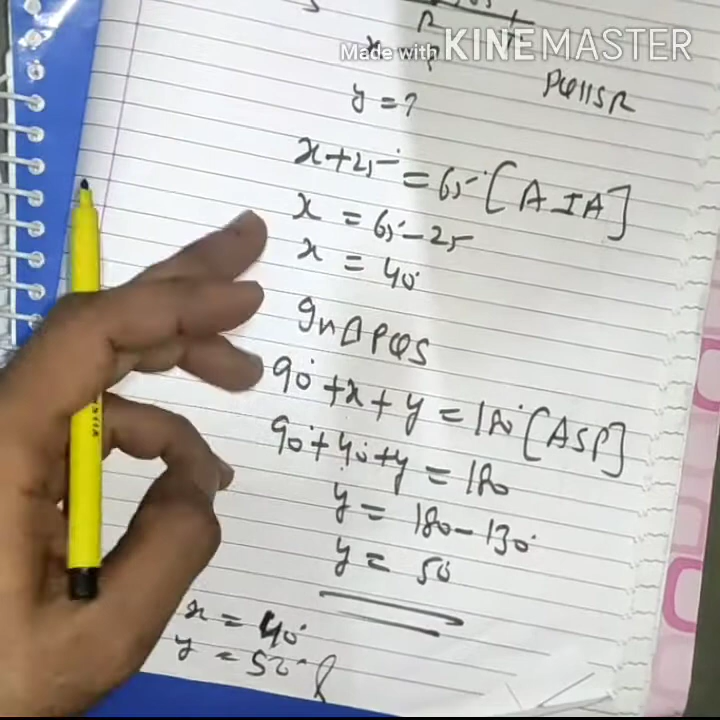 Made with KINEMASTER
x = ?
PQ||SR
y = ?
x + 25° = 65° [AIA]
x = 65° - 25
x = 40°
In △PQS
90° + x + y = 180° [ASP]
90° + 40 + y = 180
y = 180 - 130°
y = 50
x = 40°
y = 50°